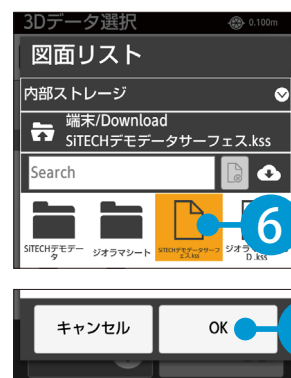 3Dデータ選択 0.100m
図面リスト
内部ストレージ
端末/Download
SiTECHデモデータサーフェス.kss
Search
SiTECHデモデー
タ
ジオラマシート
SiTECHデモデータサーフ
ェス.kss
ジオラ
D .kss
6
キャンセル
OK